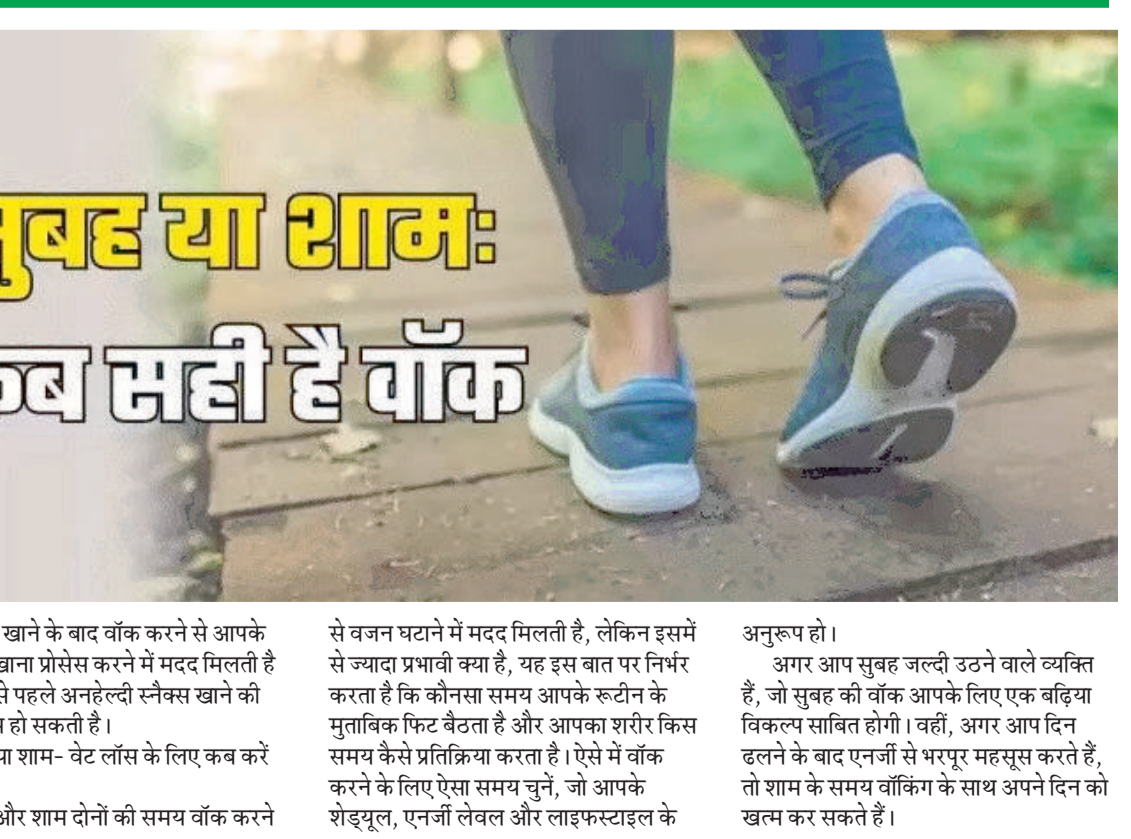 या शाम:
सही है वॉक
खाने के बाद वॉक करने से आपके
प्रोसेस करने में मदद मिलती है
पहले अनहेल्दी स्नैक्स खाने की
हो सकती है।
शाम- वेट लॉस के लिए कब करें
और शाम दोनों की समय वॉक करने
से वजन घटाने में मदद मिलती है, लेकिन इसमें
से ज्यादा प्रभावी क्या है, यह इस बात पर निर्भर
करता है कि कौनसा समय आपके रूटीन के
मुताबिक फिट बैठता है और आपका शरीर किस
समय कैसे प्रतिक्रिया करता है। ऐसे में वॉक
करने के लिए ऐसा समय चुनें, जो आपके
शेड्यूल, एनर्जी लेवल और लाइफस्टाइल के
अनुरूप हो।
अगर आप सुबह जल्दी उठने वाले व्यक्ति
हैं, जो सुबह की वॉक आपके लिए एक बढ़िया
विकल्प साबित होगी। वहीं, अगर आप दिन
ढलने के बाद एनर्जी से भरपूर महसूस करते हैं,
तो शाम के समय वॉकिंग के साथ अपने दिन को
खत्म कर सकते हैं।